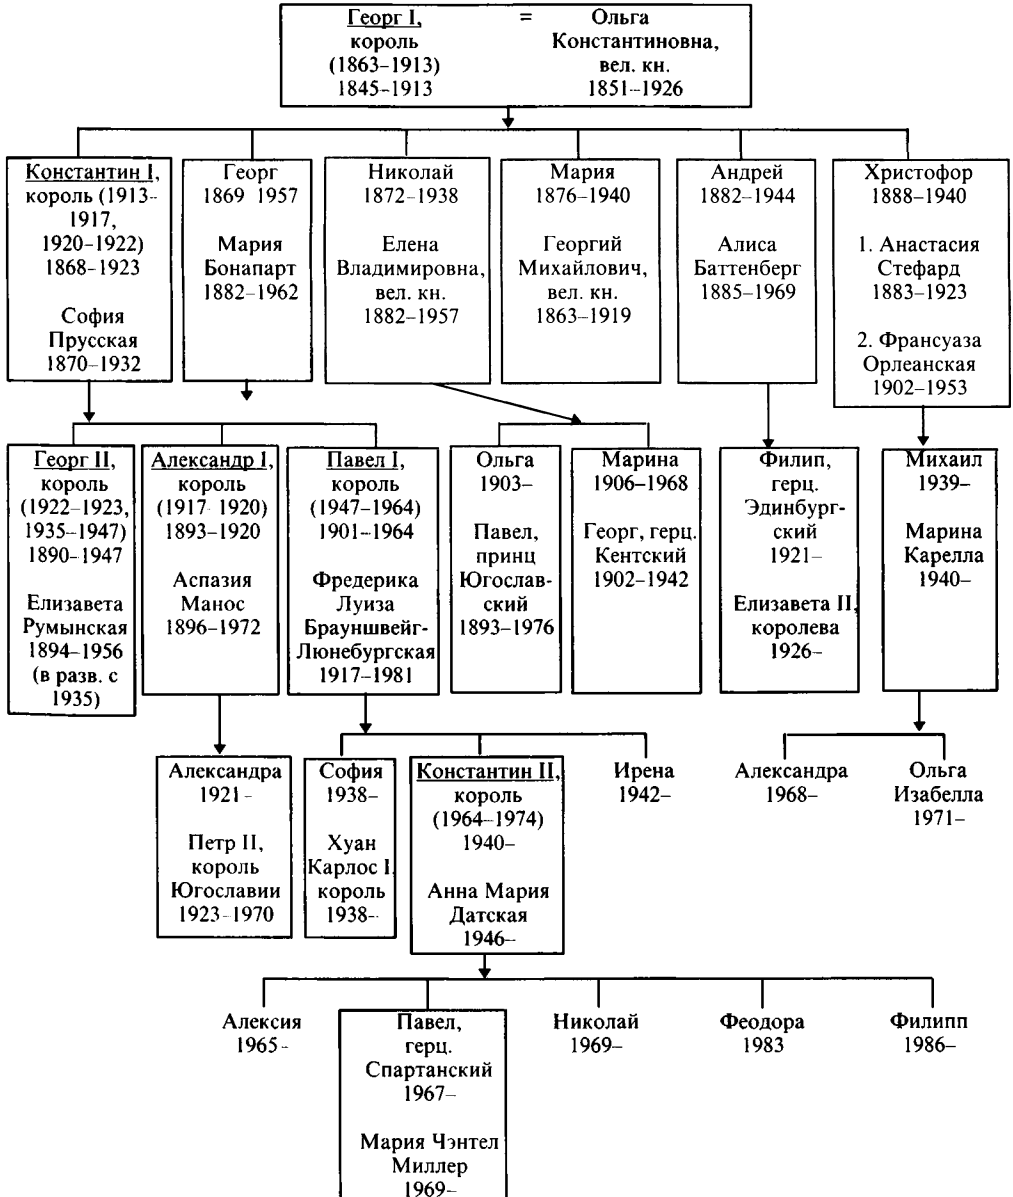 Георг I,
король
(1863–1913)
1845–1913
=
Ольга
Константиновна,
вел. кн.
1851–1926
Константин I,
король (1913–
1917,
1920–1922)
1868–1923
София
Прусская
1870–1932
Георг
1869 1957
Мария
Бонапарт
1882–1962
Николай
1872–1938
Елена
Владимировна,
вел. кн.
1882–1957
Мария
1876–1940
Георгий
Михайлович,
вел. кн.
1863–1919
Андрей
1882–1944
Алиса
Баттенберг
1885–1969
Христофор
1888–1940
1. Анастасия
Стефард
1883–1923
2. Франсуаза
Орлеанская
1902–1953
Георг II,
король
(1922–1923,
1935–1947)
1890–1947
Елизавета
Румынская
1894–1956
(в разв. с
1935)
Александр I,
король
(1917–1920)
1893–1920
Аспазия
Манос
1896–1972
Павел I,
король
(1947–1964)
1901–1964
Фредерика
Луиза
Брауншвейг-
Люнебургская
1917–1981
Ольга
1903–
Павел,
принц
Югослав-
ский
1893–1976
Марина
1906–1968
Георг, герц.
Кентский
1902–1942
Филип,
герц.
Эдинбург-
ский
1921–
Елизавета II,
королева
1926–
Михаил
1939–
Марина
Карелла
1940–
Александра
1921–
Петр II,
король
Югославии
1923–1970
София
1938–
Хуан
Карлос I,
король
1938–
Константин II,
король
(1964–1974)
1940–
Анна Мария
Датская
1946–
Ирена
1942–
Александра
1968–
Ольга
Изабелла
1971–
Алексия
1965–
Павел,
герц.
Спартанский
1967–
Мария Чэнтел
Миллер
1969–
Николай
1969–
Феодора
1983
Филипп
1986–